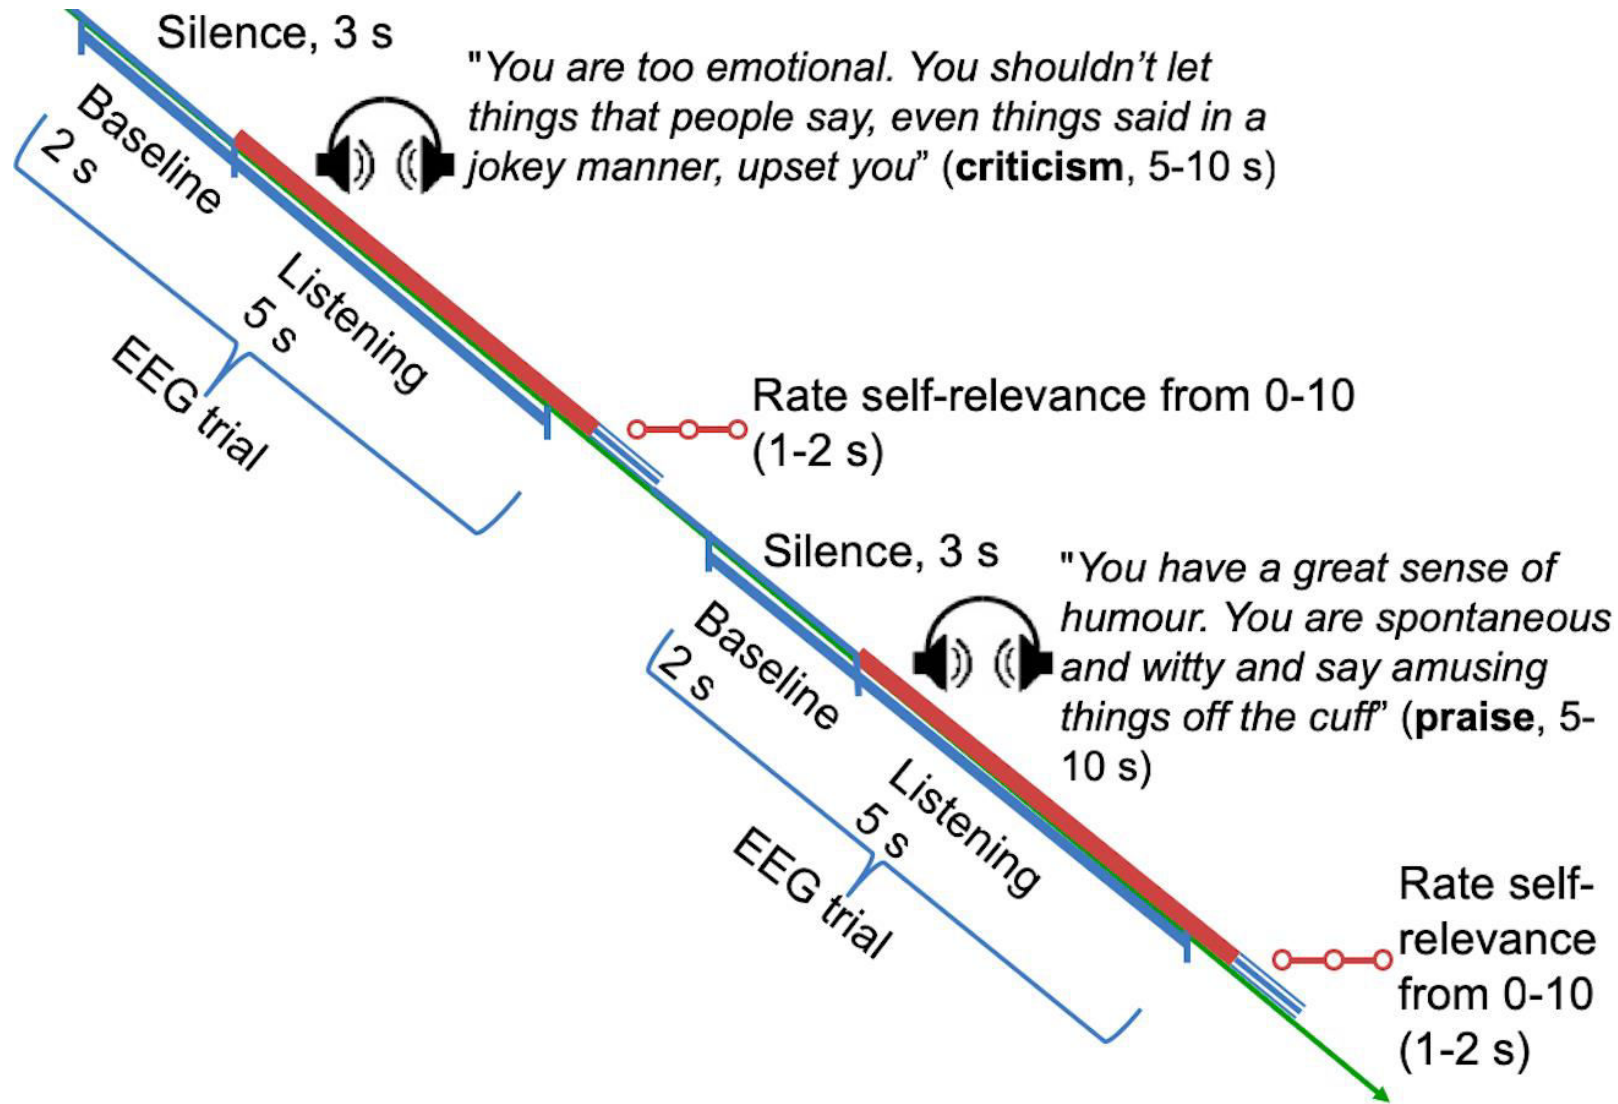 Silence, 3 s
"You are too emotional. You shouldn’t let
things that people say, even things said in a
jokey manner, upset you” (criticism, 5-10 s)
Baseline
2 s
Listening
5 s
EEG trial
Rate self-relevance from 0-10
(1-2 s)
Silence, 3 s
"You have a great sense of
humour. You are spontaneous
and witty and say amusing
things off the cuff” (praise, 5-
10 s)
Baseline
2 s
Listening
5 s
EEG trial
Rate self-
relevance
from 0-10
(1-2 s)